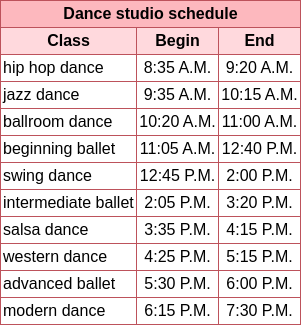 Dance studio schedule
Class Begin End
hip hop dance 8:35 A.M. 9:20 A.M.
jazz dance 9:35 A.M. 10:15 A.M.
ballroom dance 10:20 A.M. 11:00 A.M.
beginning ballet 11:05 A.M. 12:40 P.M.
swing dance 12:45 P.M. 2:00 P.M.
intermediate ballet 2:05 P.M. 3:20 P.M.
salsa dance 3:35 P.M. 4:15 P.M.
western dance 4:25 P.M. 5:15 P.M.
advanced ballet 5:30 P.M. 6:00 P.M.
modern dance 6:15 P.M. 7:30 P.M.